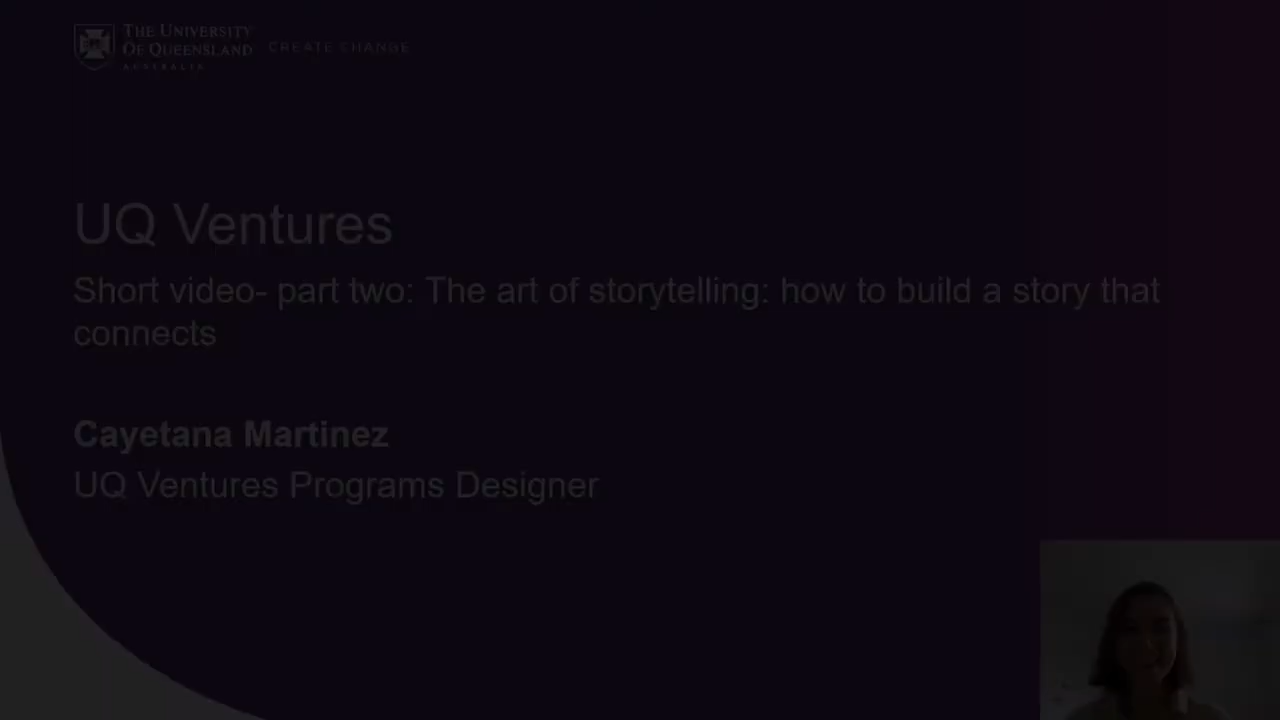 THE UNIVERSITY
OF QUEENSLAND
AUSTRALIA
CREATE CHANGE
UQ Ventures
Short video- part two: The art of storytelling: how to build a story that
connects
Cayetana Martinez
UQ Ventures Programs Designer